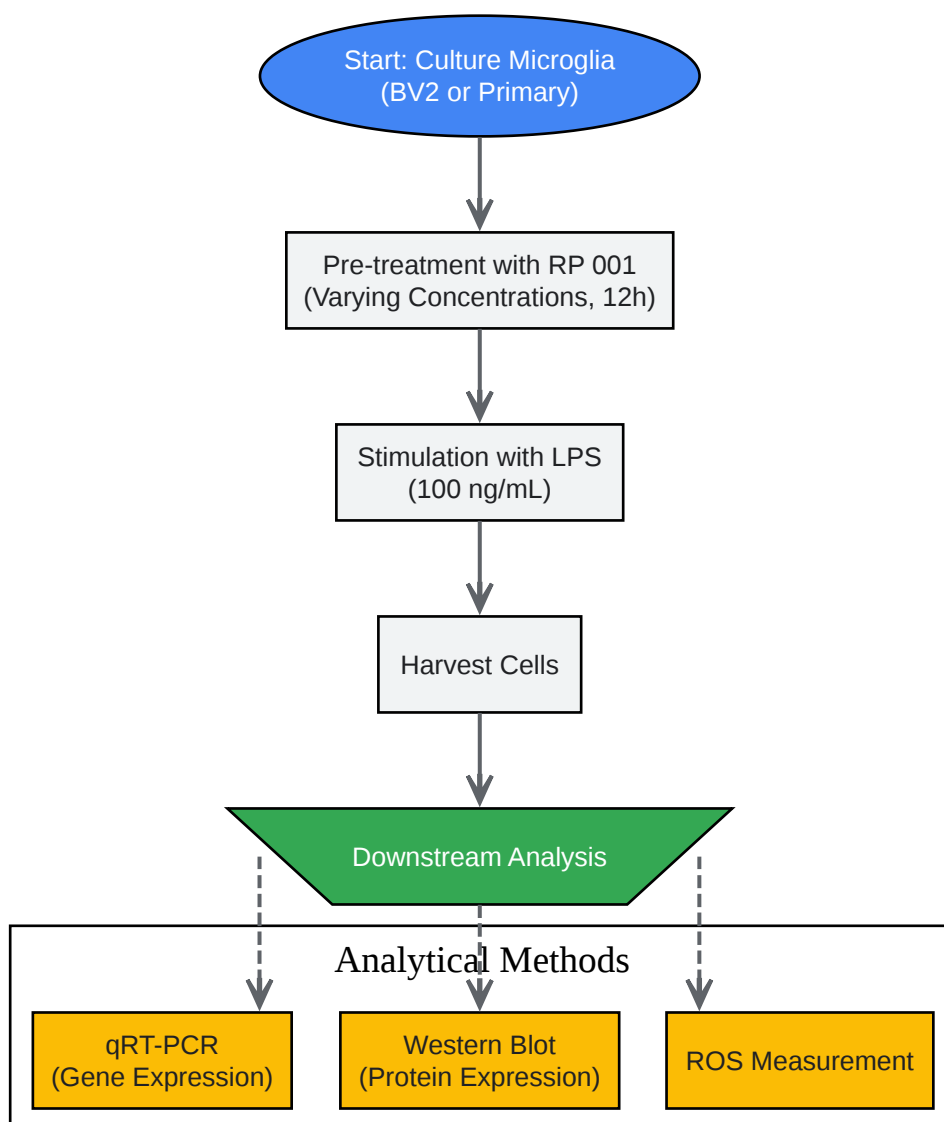 Start: Culture Microglia
(BV2 or Primary)
Pre-treatment with RP 001
(Varying Concentrations, 12h)
Stimulation with LPS
(100 ng/mL)
Harvest Cells
Downstream Analysis
Analytical Methods
qRT-PCR
(Gene Expression)
Western Blot
(Protein Expression)
ROS Measurement